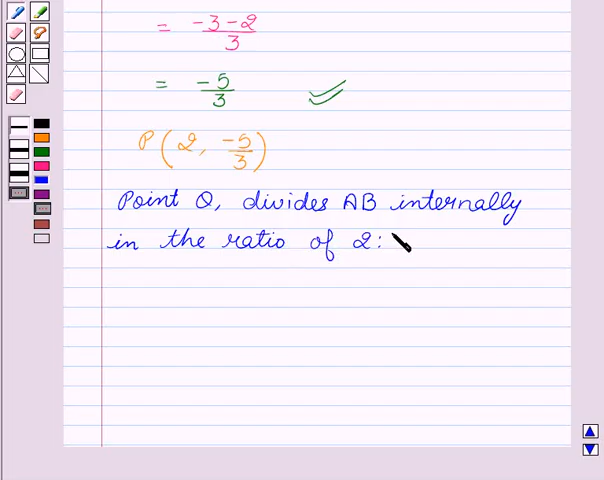 = -3-2/3
= -5/3
P(2, -5/3)
Point Q, divides AB internally
in the ratio of 2: